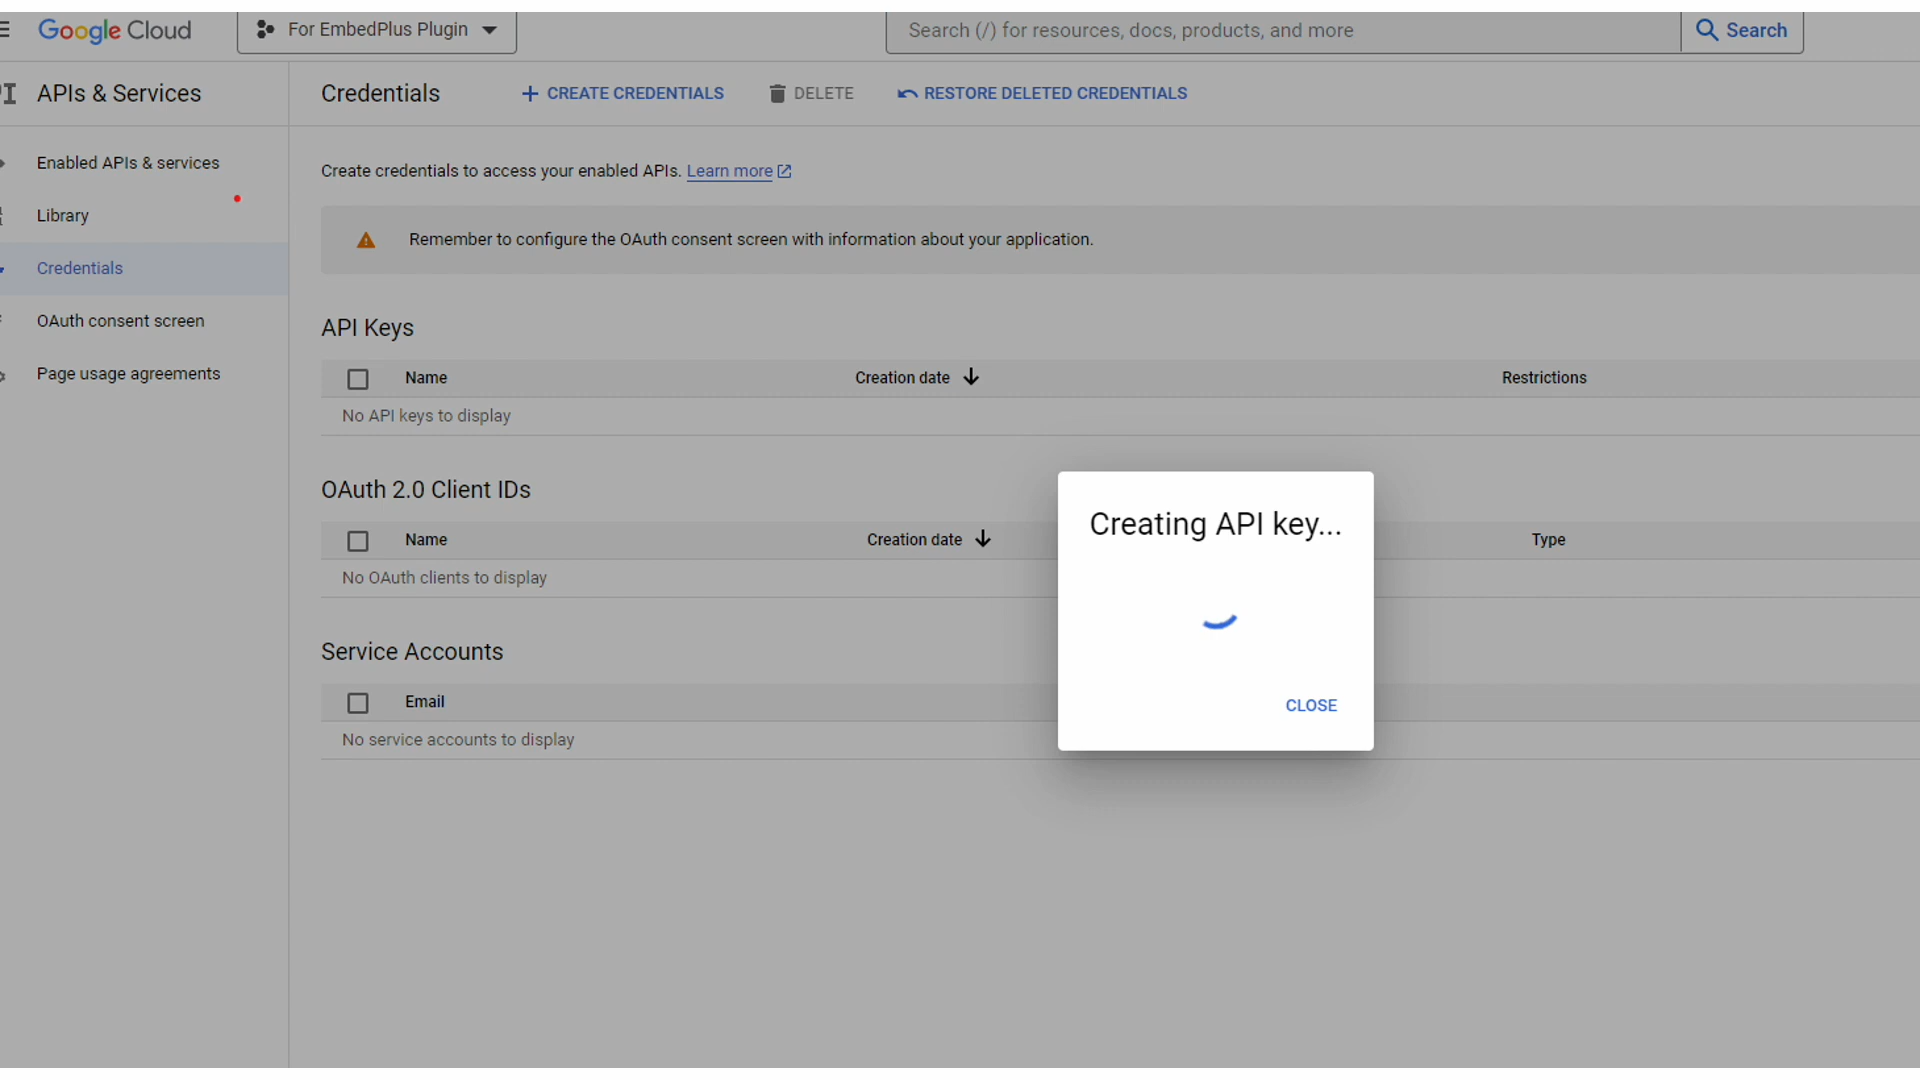 Google Cloud
For EmbedPlus Plugin
Search (/) for resources, docs, products, and more
Search
APIs & Services
Credentials
+ CREATE CREDENTIALS
DELETE
RESTORE DELETED CREDENTIALS
Enabled APIs & services
Library
Credentials
OAuth consent screen
Page usage agreements
Create credentials to access your enabled APIs. Learn more
Remember to configure the OAuth consent screen with information about your application.
API Keys
Name
Creation date
Restrictions
No API keys to display
OAuth 2.0 Client IDs
Name
Creation date
Type
No OAuth clients to display
Service Accounts
Email
No service accounts to display
Creating API key...
CLOSE